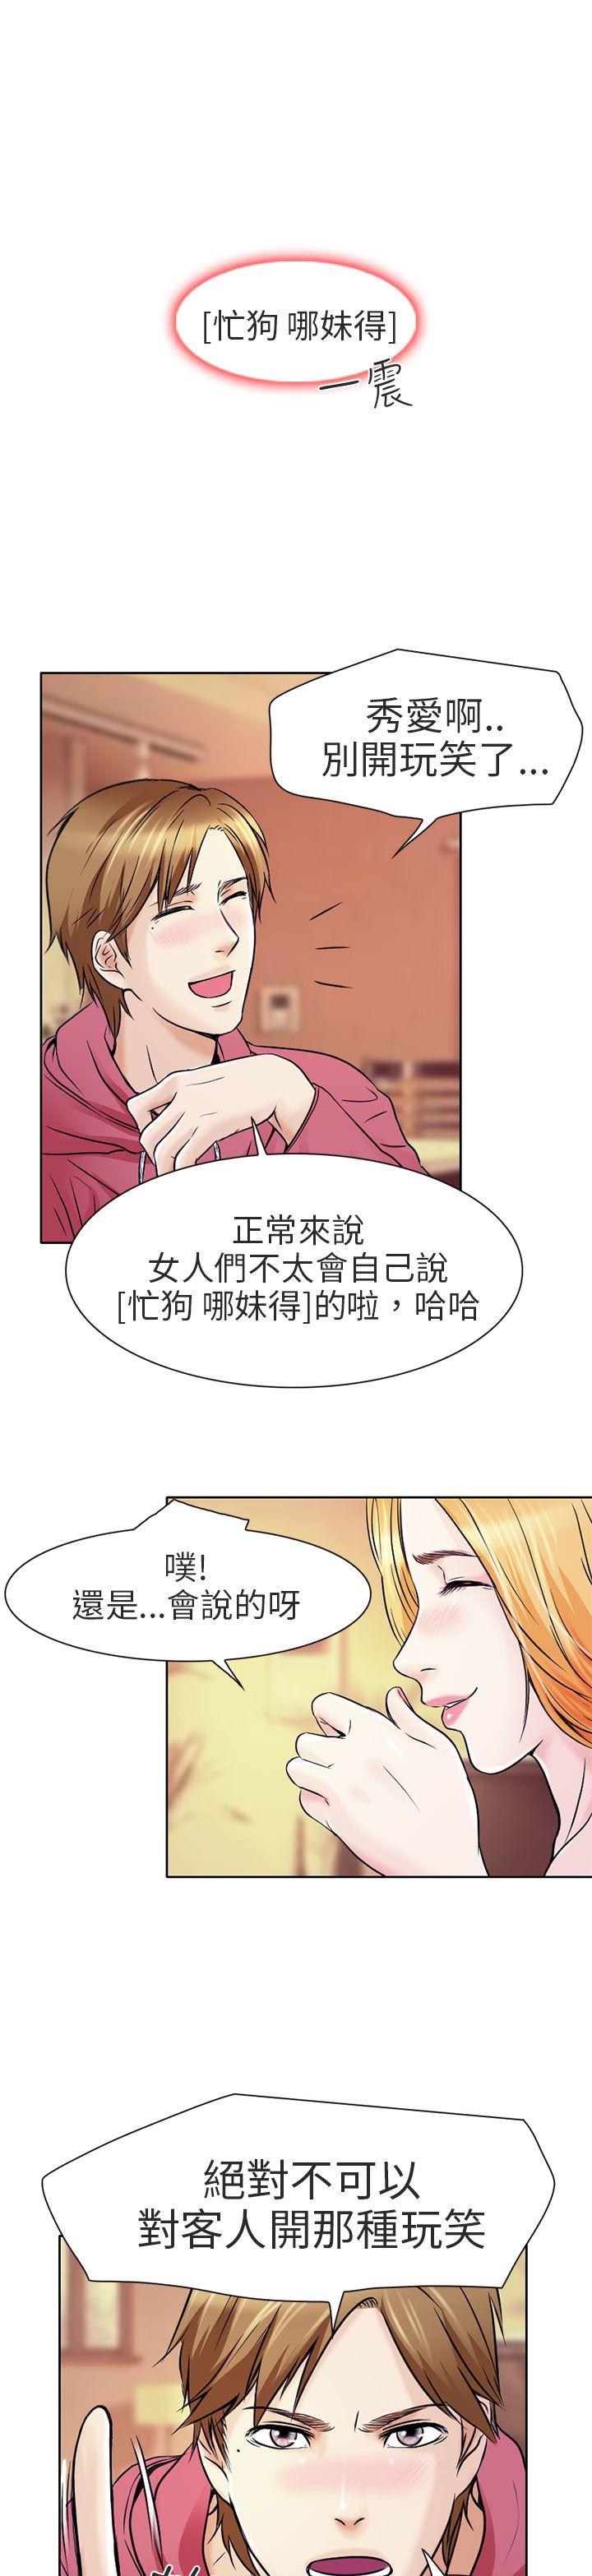 [忙狗 哪妹得]
一震
秀愛啊..
別開玩笑了...
正常來說
女人們不太會自己說
[忙狗 哪妹得]的啦，哈哈
噗!
還是...會說的呀
絕對不可以
對客人開那種玩笑